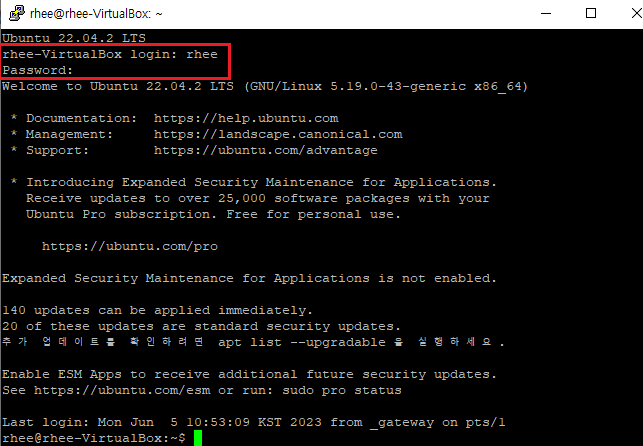 rhee@rhee-VirtualBox: ~
Ubuntu 22.04.2 LTS
rhee-VirtualBox login: rhee
Password:
Welcome to Ubuntu 22.04.2 LTS (GNU/Linux 5.19.0-43-generic x86_64)
* Documentation:  https://help.ubuntu.com
* Management:     https://landscape.canonical.com
* Support:        https://ubuntu.com/advantage
* Introducing Expanded Security Maintenance for Applications.
Receive updates to over 25,000 software packages with your
Ubuntu Pro subscription. Free for personal use.
https://ubuntu.com/pro
Expanded Security Maintenance for Applications is not enabled.
140 updates can be applied immediately.
20 of these updates are standard security updates.
추가 업데이트를 확인하려면 apt list --upgradable 을 실행하세요.
Enable ESM Apps to receive additional future security updates.
See https://ubuntu.com/esm or run: sudo pro status
Last login: Mon Jun  5 10:53:09 KST 2023 from _gateway on pts/1
rhee@rhee-VirtualBox:~$